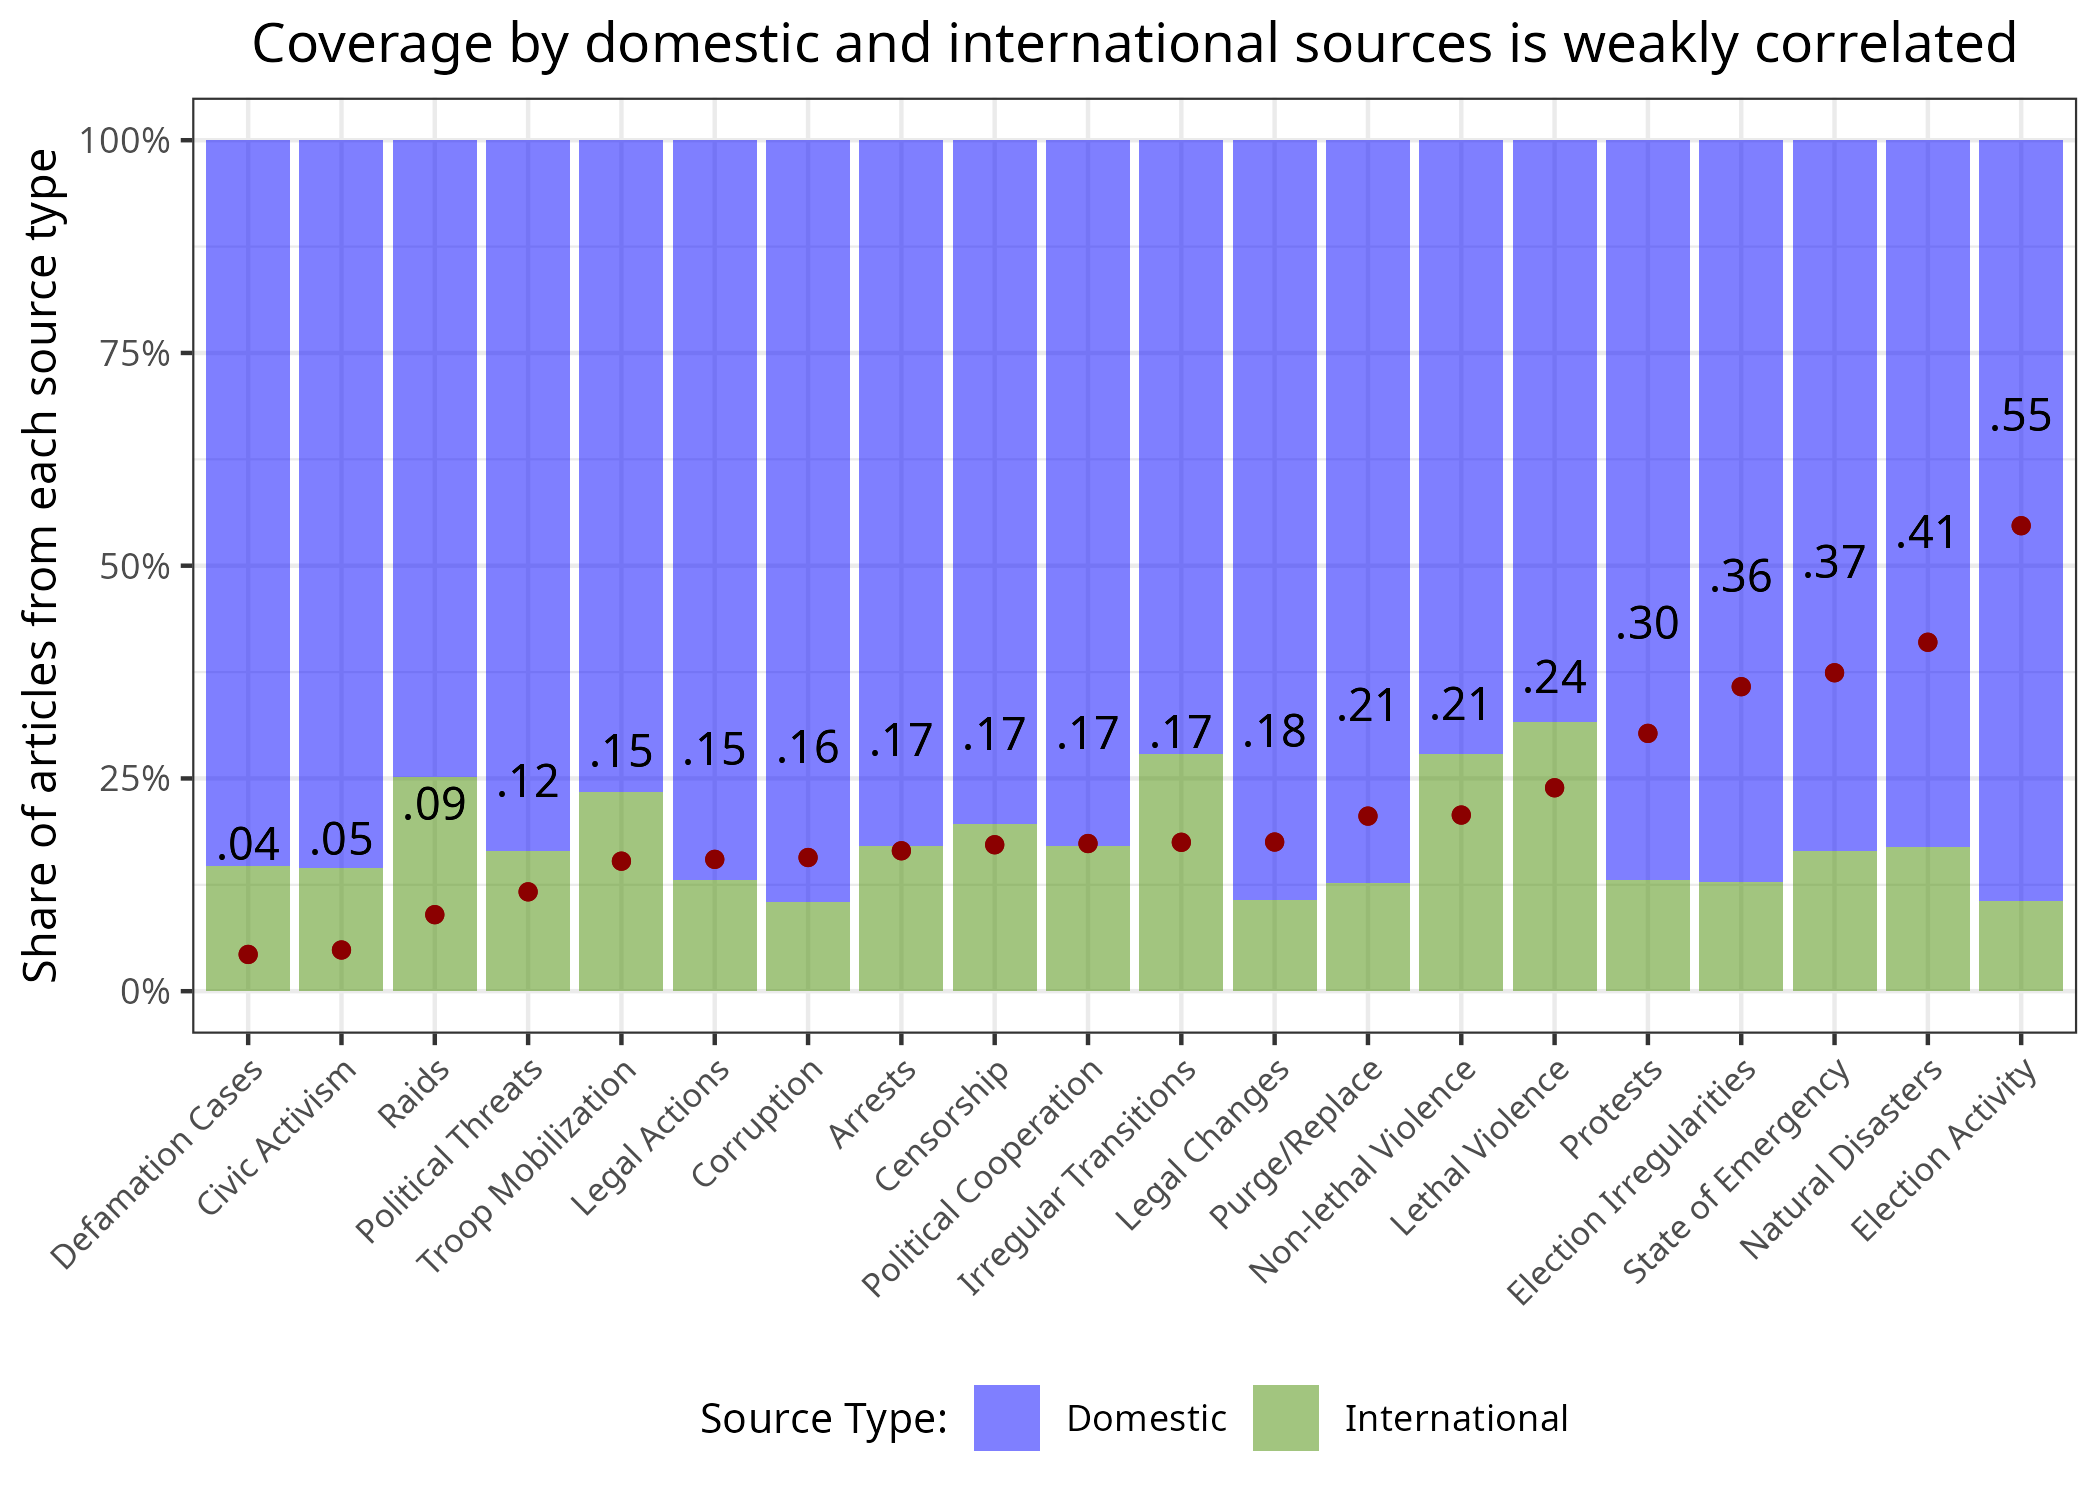 Coverage by domestic and international sources is weakly correlated
Share of articles from each source type
100%
75%
50%
25%
0%
.04
.05
.09
.12
.15
.15
.16
.17
.17
.17
.17
.18
.21
.21
.24
.30
.36
.37
.41
.55
Defamation Cases
Civic Activism
Raids
Political Threats
Troop Mobilization
Legal Actions
Corruption
Arrests
Censorship
Political Cooperation
Irregular Transitions
Legal Changes
Purge/Replace
Non-lethal Violence
Lethal Violence
Protests
Election Irregularities
State of Emergency
Natural Disasters
Election Activity
Source Type: Domestic International